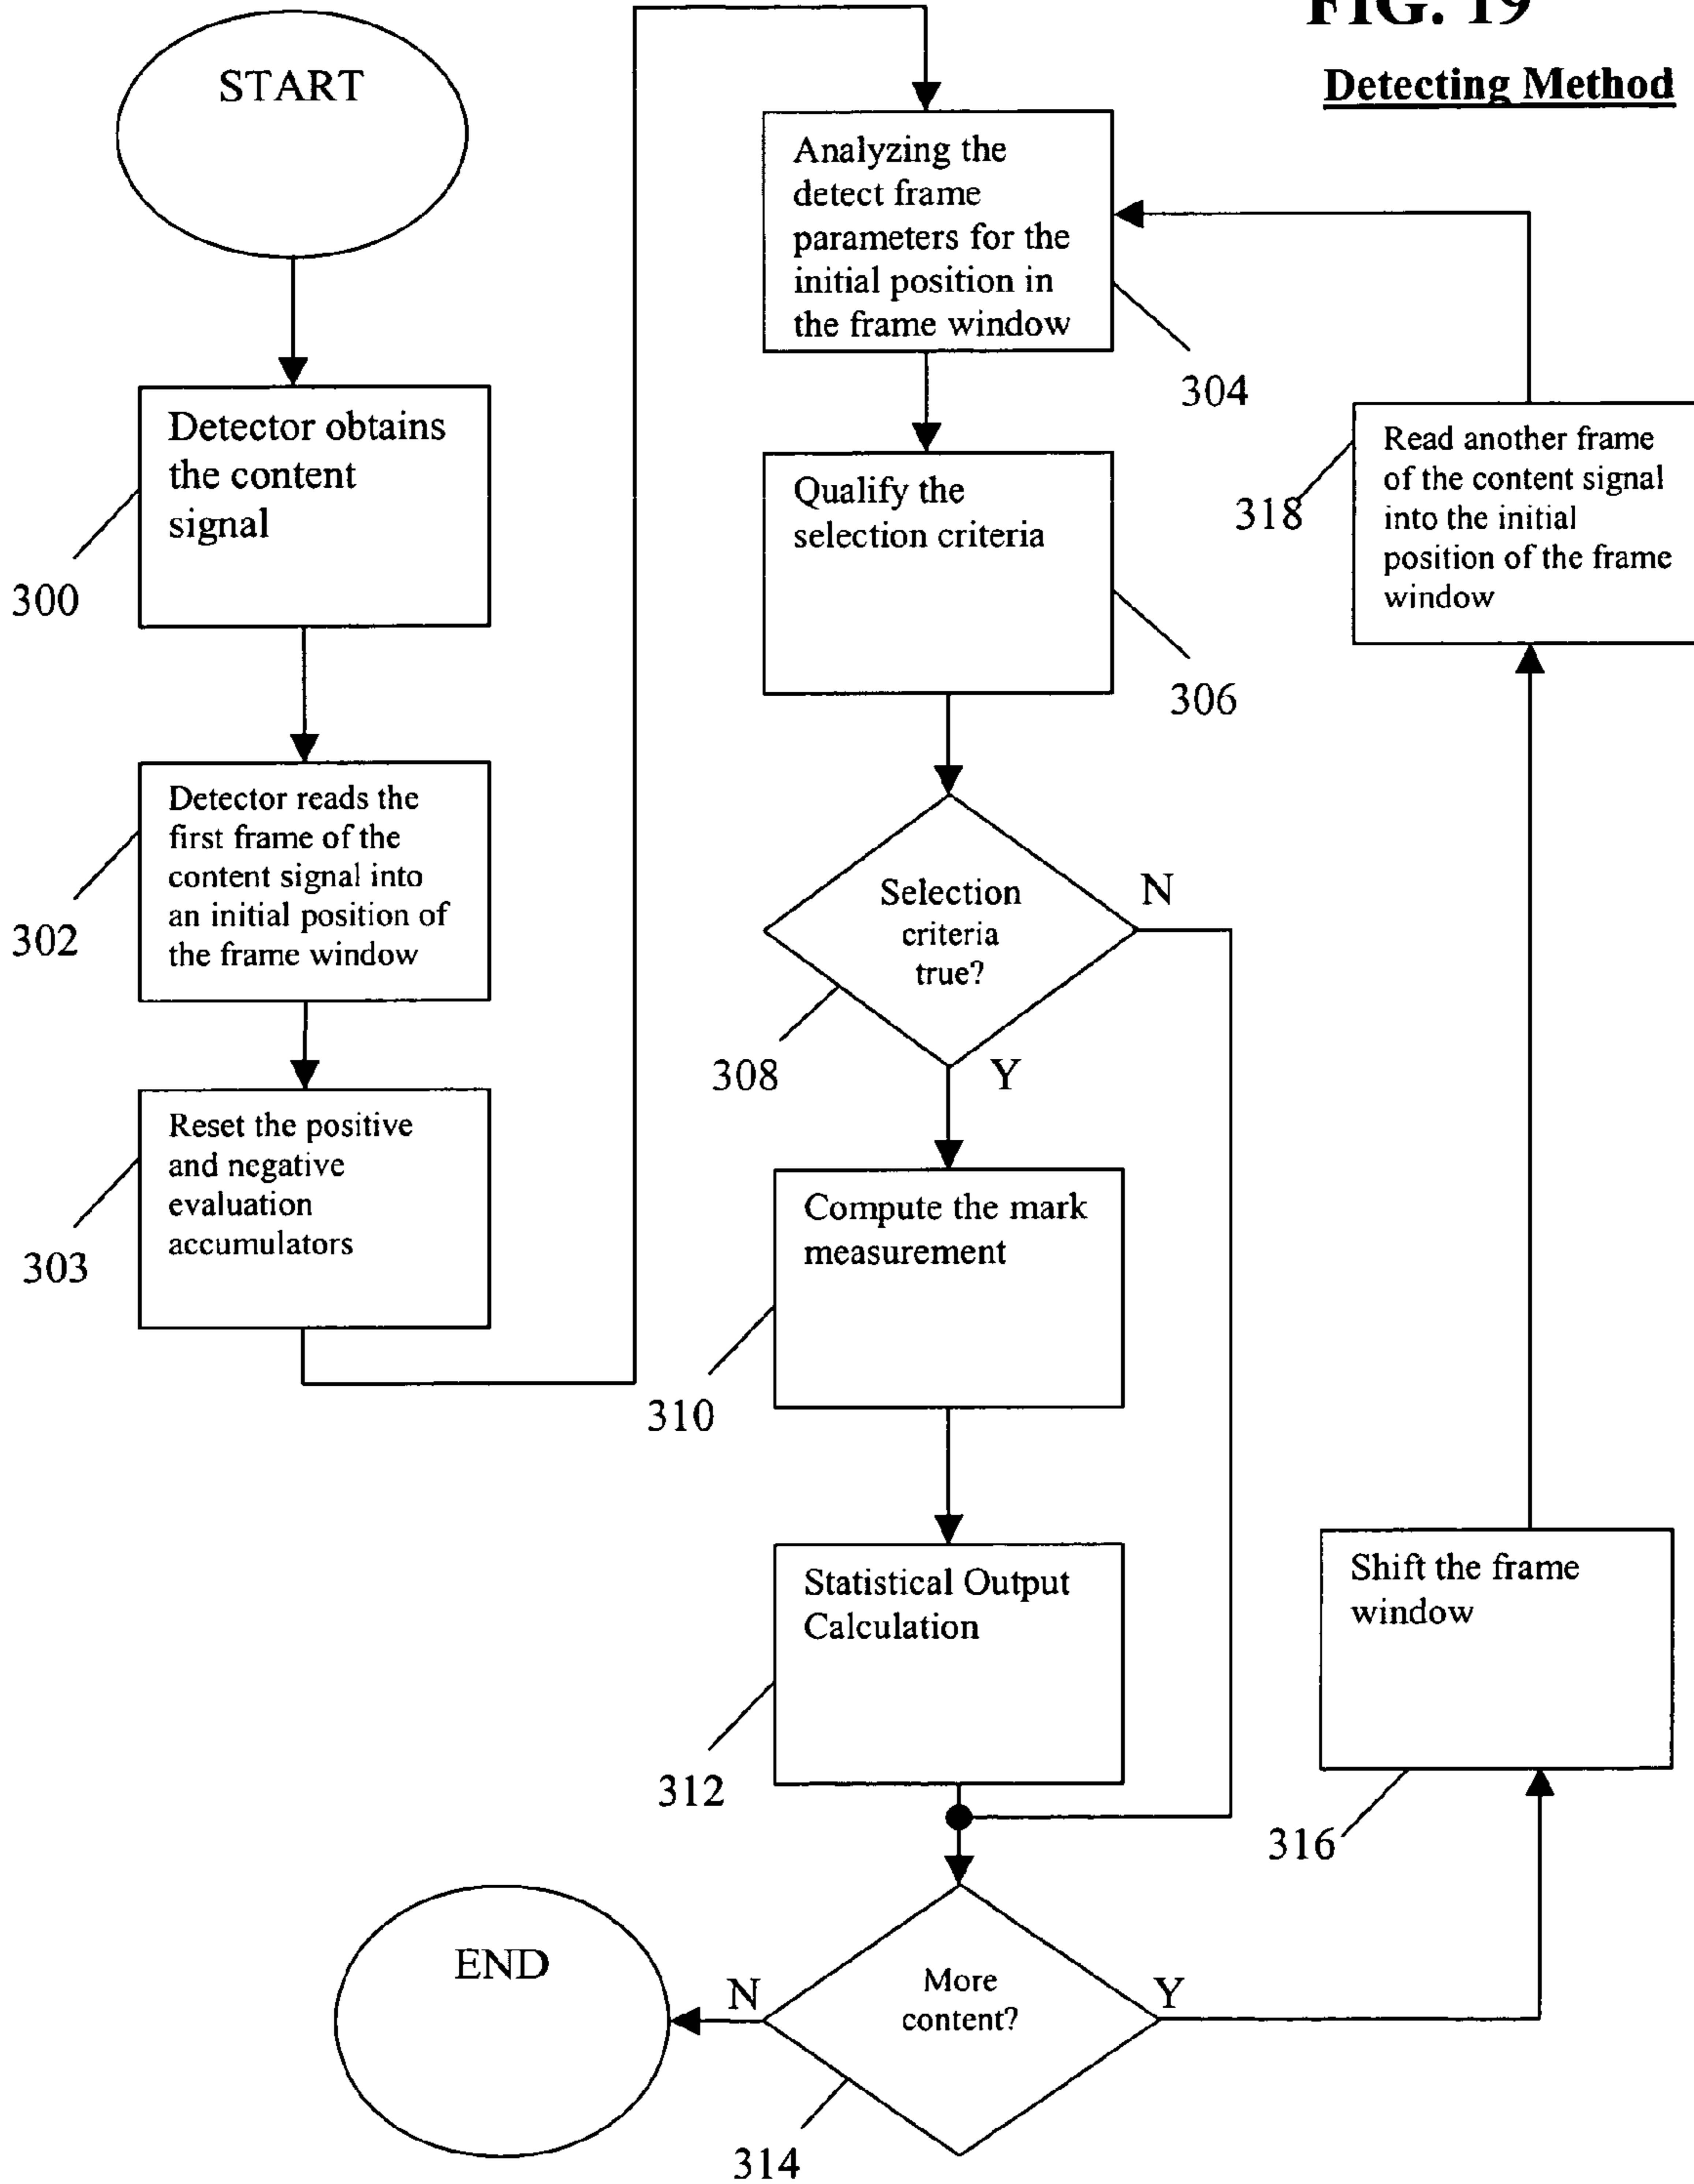 FIG. 19
Detecting Method
START
Detector obtains
the content
signal
300
Detector reads the
first frame of the
content signal into
an initial position of
the frame window
302
Reset the positive
and negative
evaluation
accumulators
303
Analyzing the
detect frame
parameters for the
initial position in
the frame window
304
Qualify the
selection criteria
306
Selection
criteria
true?
N
Y
308
Compute the mark
measurement
310
Statistical Output
Calculation
312
More
content?
N
Y
314
END
Shift the frame
window
316
Read another frame
of the content signal
into the initial
position of the frame
window
318